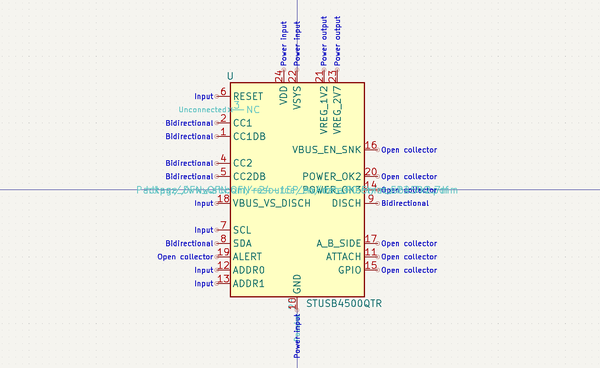 Power input
Power input
Power output
Power output
24
22
21
23
U
VDD
VSYS
VREG_1V2
VREG_2V7
Input 6 RESET
Unconnected 3 NC
Bidirectional 2 CC1
Bidirectional 1 CC1DB
VBUS_EN_SNK 16 Open collector
Bidirectional 4 CC2
Bidirectional 5 CC2DB
POWER_OK2 20 Open collector
POWER_OK3 14 Open collector
Input 18 VBUS_VS_DISCH
DISCH 9 Bidirectional
Input 7 SCL
Bidirectional 8 SDA
A_B_SIDE 17 Open collector
Open collector 19 ALERT
ATTACH 11 Open collector
Input 12 ADDR0
GPIO 15 Open collector
Input 13 ADDR1
GND
10
STUSB4500QTR
Power input